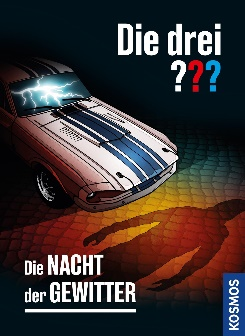 Die drei
???
Die NACHT
der GEWITTER
KOSMOS